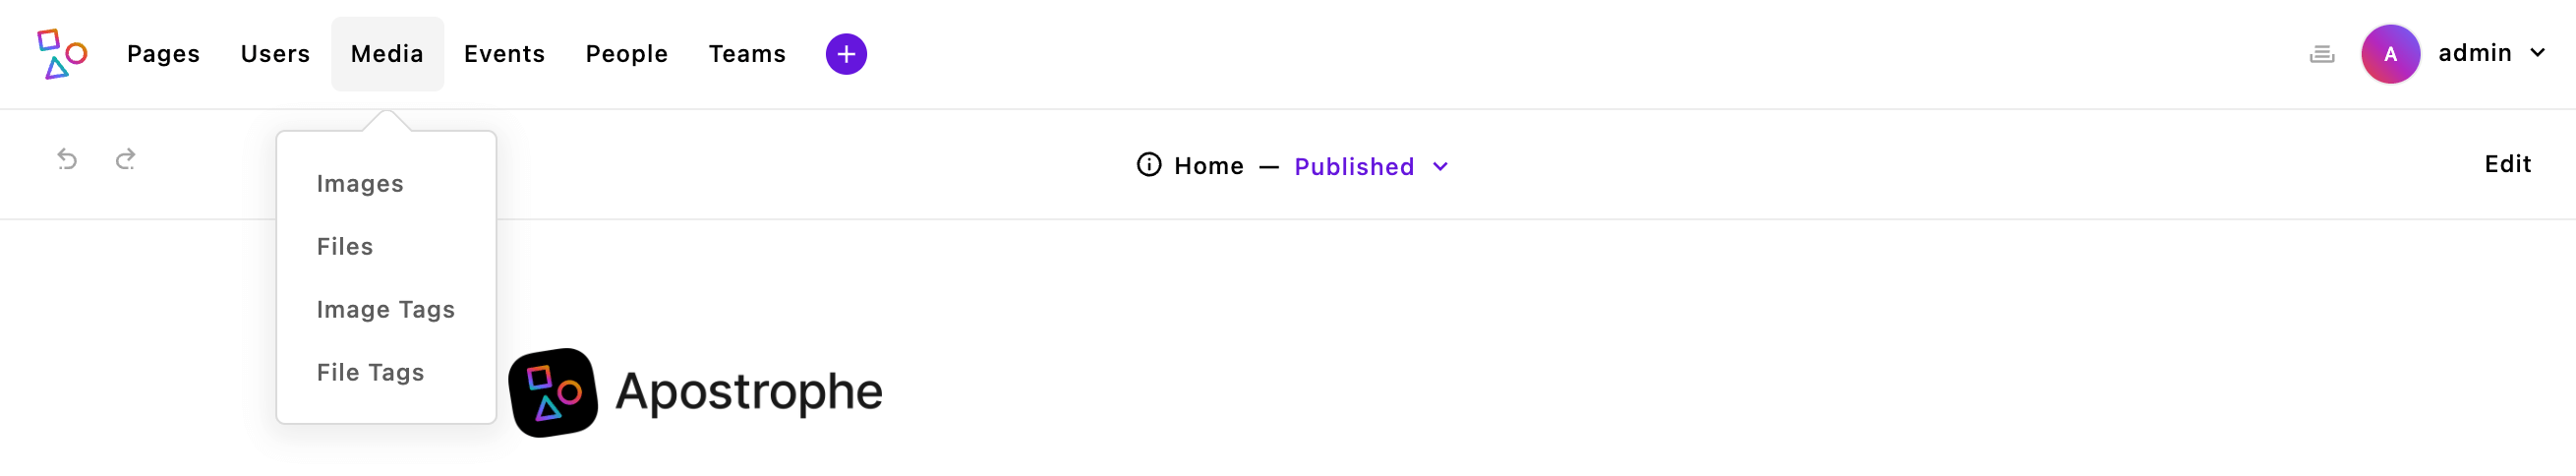 Pages Users Media Events People Teams
A admin
Home — Published
Edit
Images
Files
Image Tags
File Tags
Apostrophe